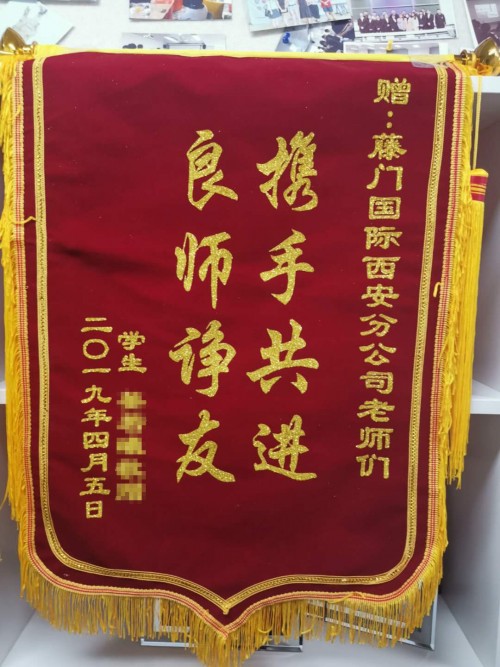 赠：藤门国际西安分公司老师们
携手共进
良师诤友
学生
二〇一九年四月五日